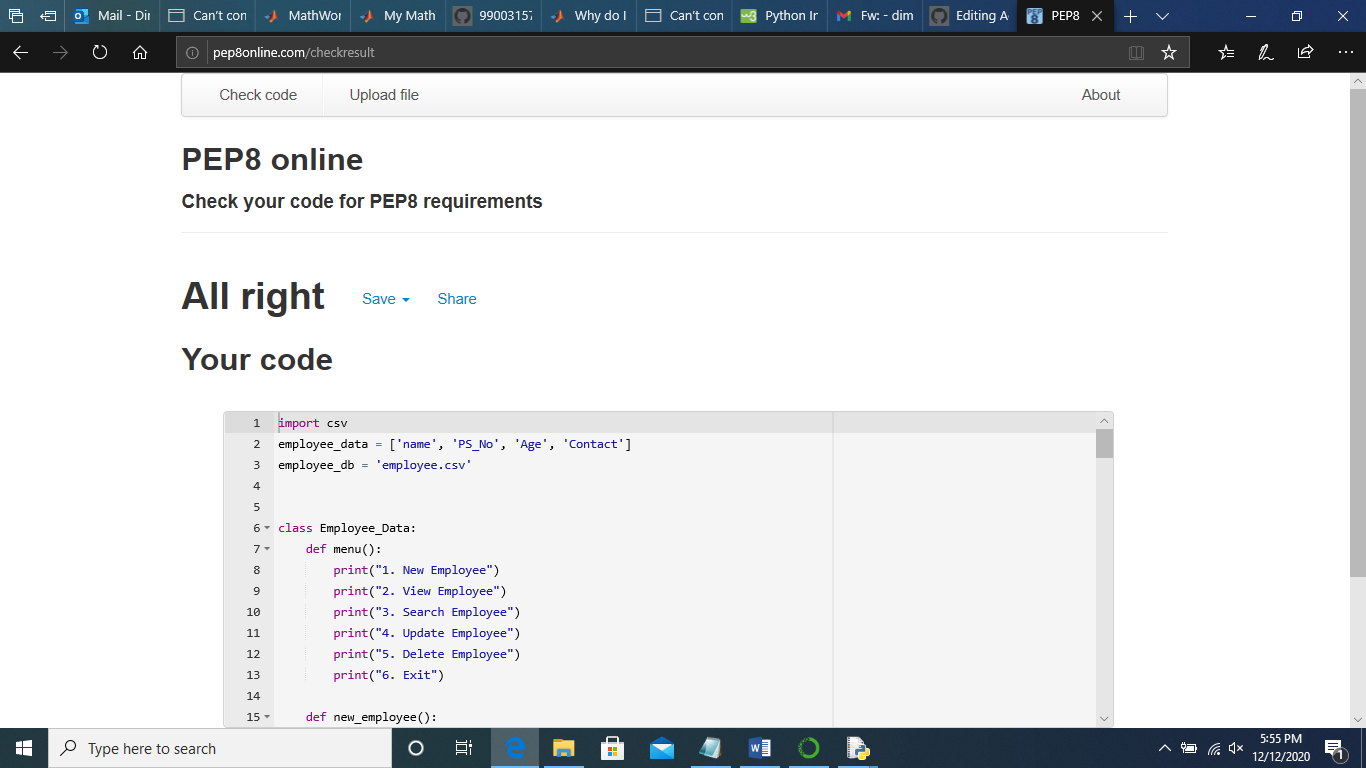 Mail - Dir
Can't con
MathWor
My Math
99003157
Why do I
Can't con
Python Ir
Fw: - dim
Editing A
PEP8
pep8online.com/checkresult
Check code
Upload file
About
PEP8 online
Check your code for PEP8 requirements
All right
Save
Share
Your code
1 import csv
2 employee_data = ['name', 'PS_No', 'Age', 'Contact']
3 employee_db = 'employee.csv'
4
5
6 class Employee_Data:
7 def menu():
8 print("1. New Employee")
9 print("2. View Employee")
10 print("3. Search Employee")
11 print("4. Update Employee")
12 print("5. Delete Employee")
13 print("6. Exit")
14
15 def new_employee():
Type here to search
5:55 PM
12/12/2020
1